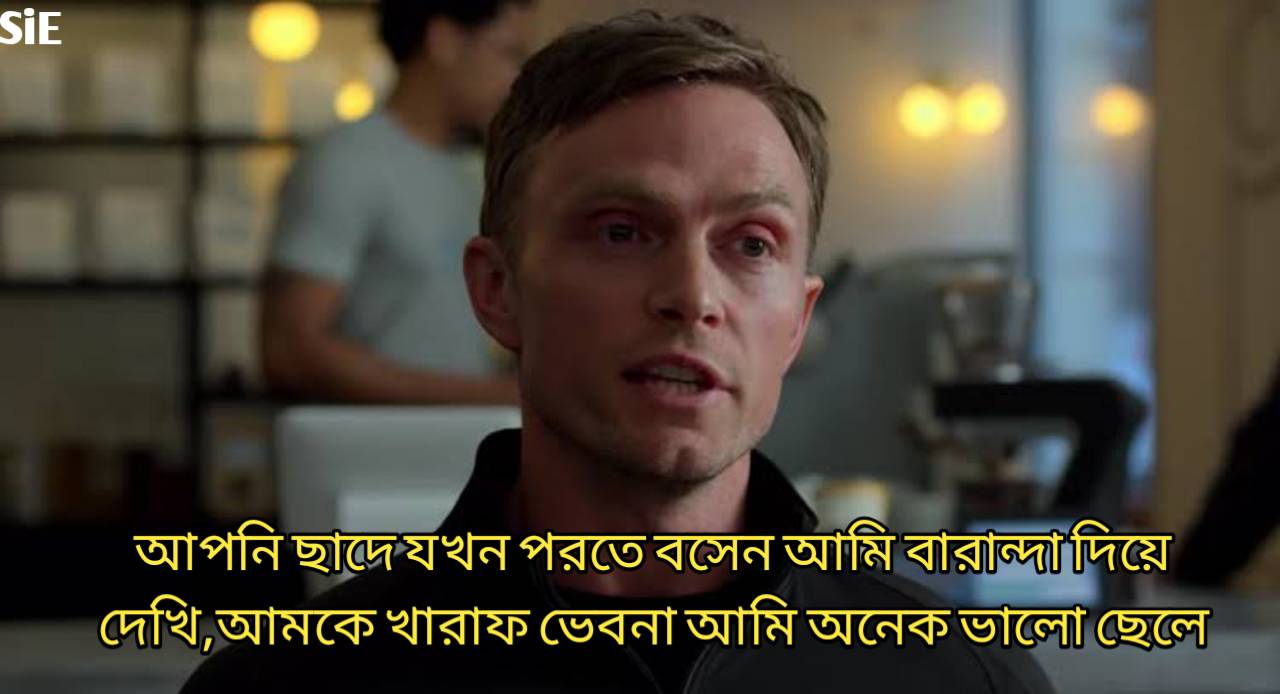 SiE
আপনি ছাদে যখন পরতে বসেন আমি বারান্দা দিয়ে
দেখি,আমকে খারাফ ভেবনা আমি অনেক ভালো ছেলে